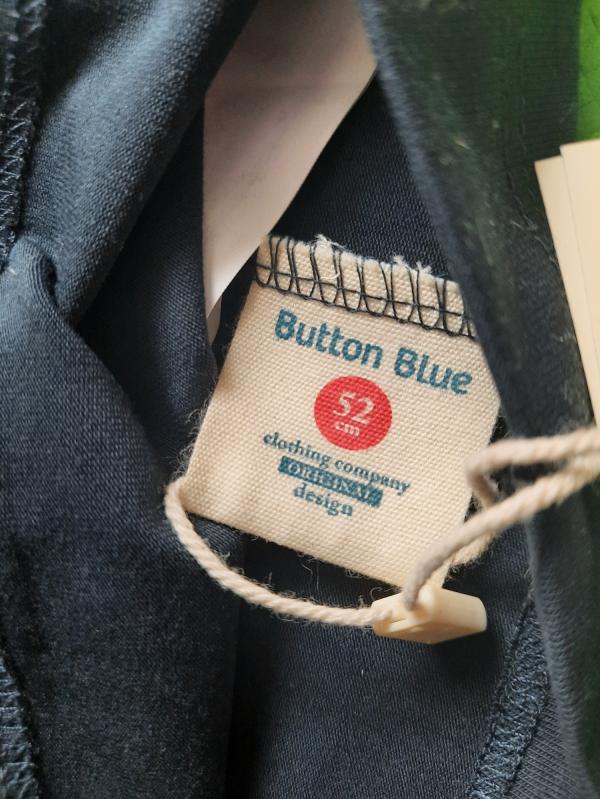 Button Blue
52
cm
clothing company
ORIGINAL
design